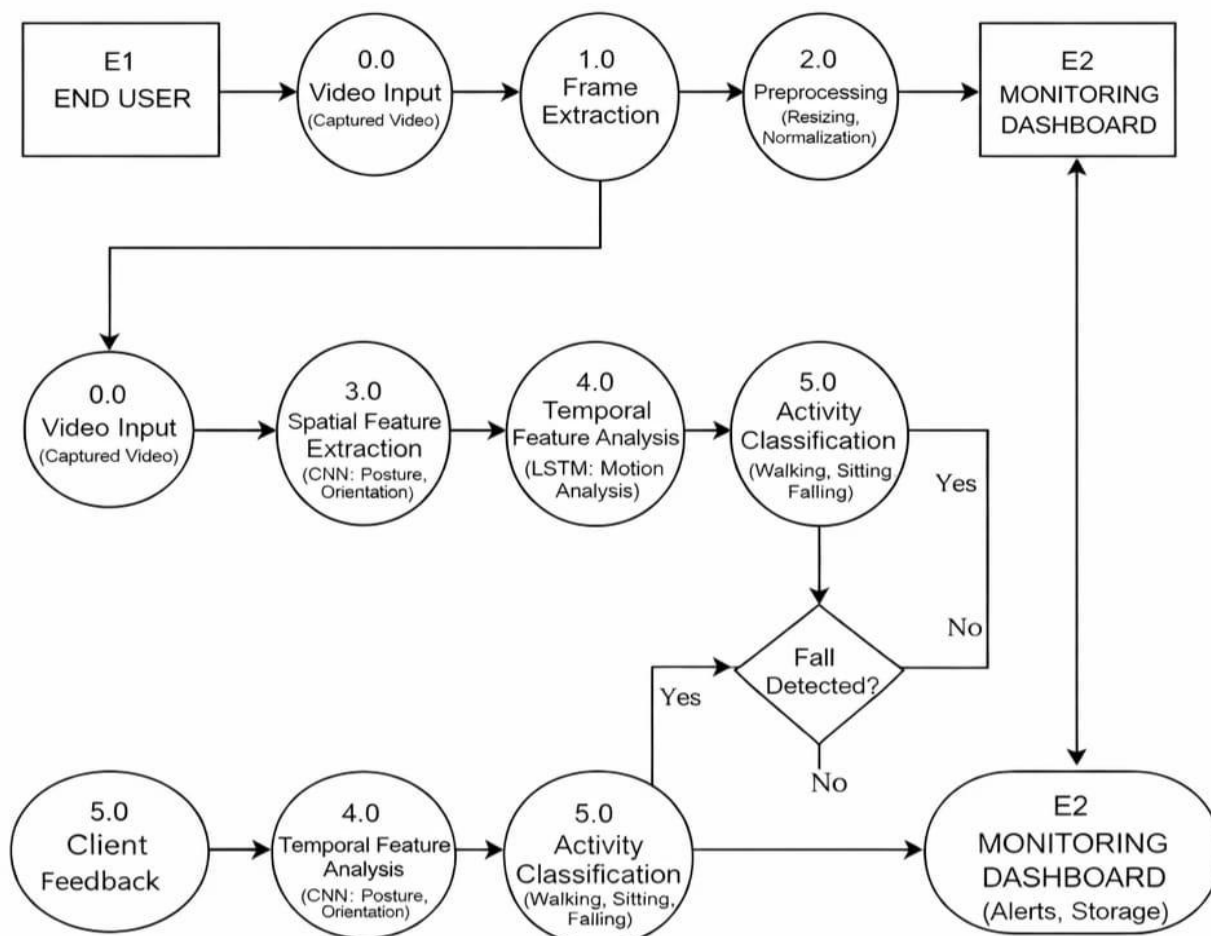 E1
END USER
0.0
Video Input
(Captured Video)
1.0
Frame
Extraction
2.0
Preprocessing
(Resizing,
Normalization)
E2
MONITORING
DASHBOARD
0.0
Video Input
(Captured Video)
3.0
Spatial Feature
Extraction
(CNN: Posture,
Orientation)
4.0
Temporal
Feature Analysis
(LSTM: Motion
Analysis)
5.0
Activity
Classification
(Walking, Sitting
Falling)
Yes
No
Fall
Detected?
Yes
No
5.0
Client
Feedback
4.0
Temporal Feature
Analysis
(CNN: Posture,
Orientation)
5.0
Activity
Classification
(Walking, Sitting,
Falling)
E2
MONITORING
DASHBOARD
(Alerts, Storage)